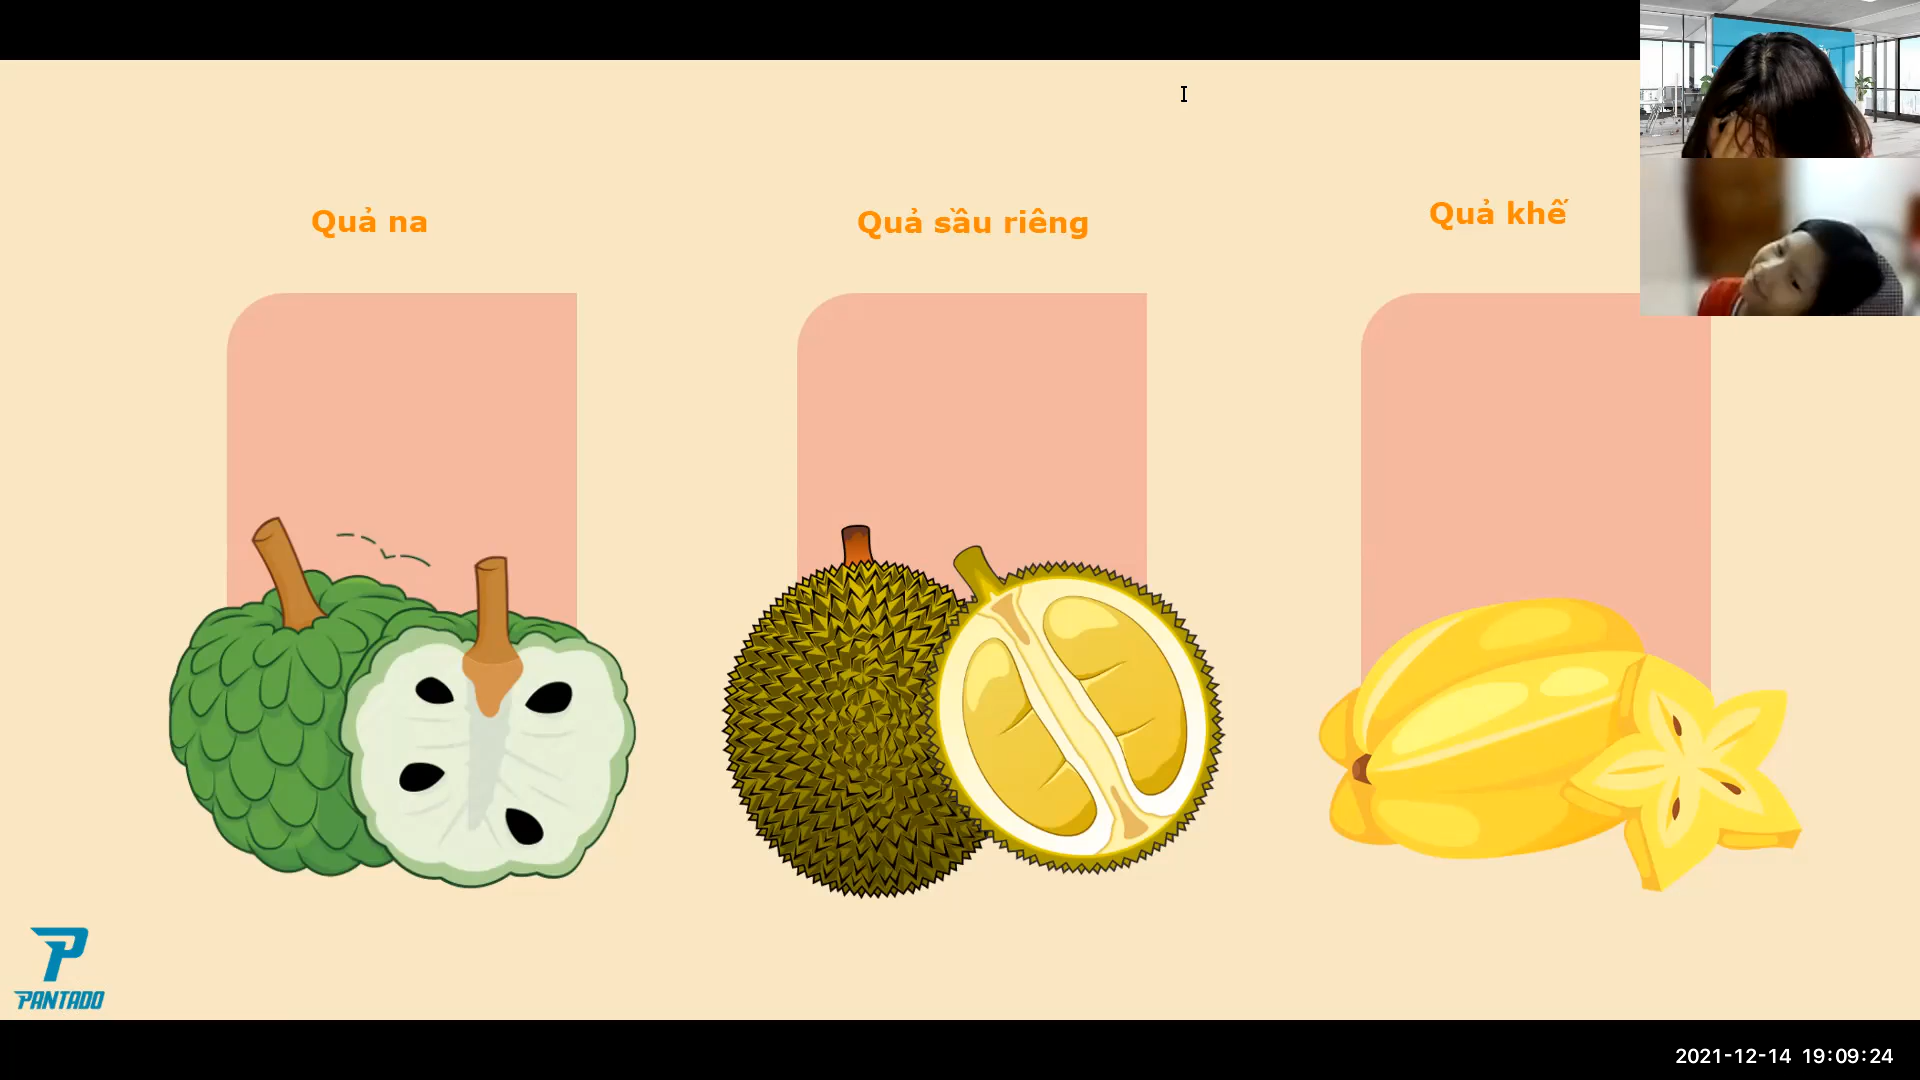 Quả na
Quả sầu riêng
Quả khế
PANTADO
2021-12-14 19:09:24